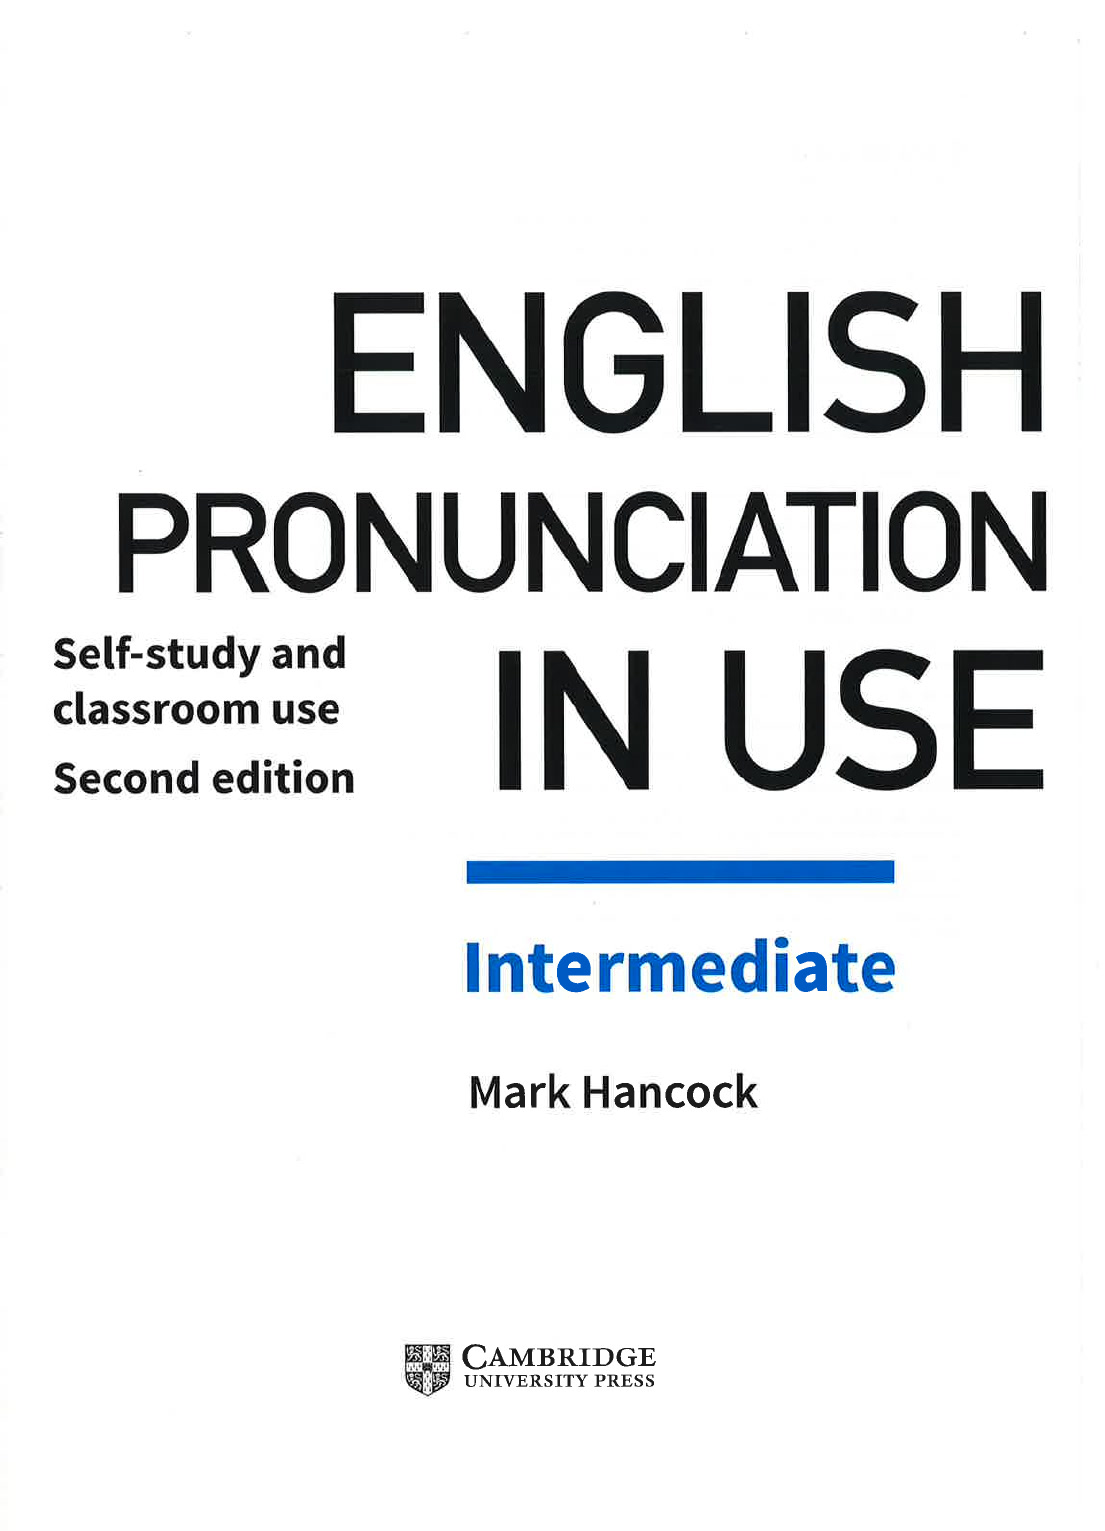 ENGLISH
PRONUNCIATION
IN USE
Self-study and
classroom use
Second edition
Intermediate
Mark Hancock
CAMBRIDGE
UNIVERSITY PRESS